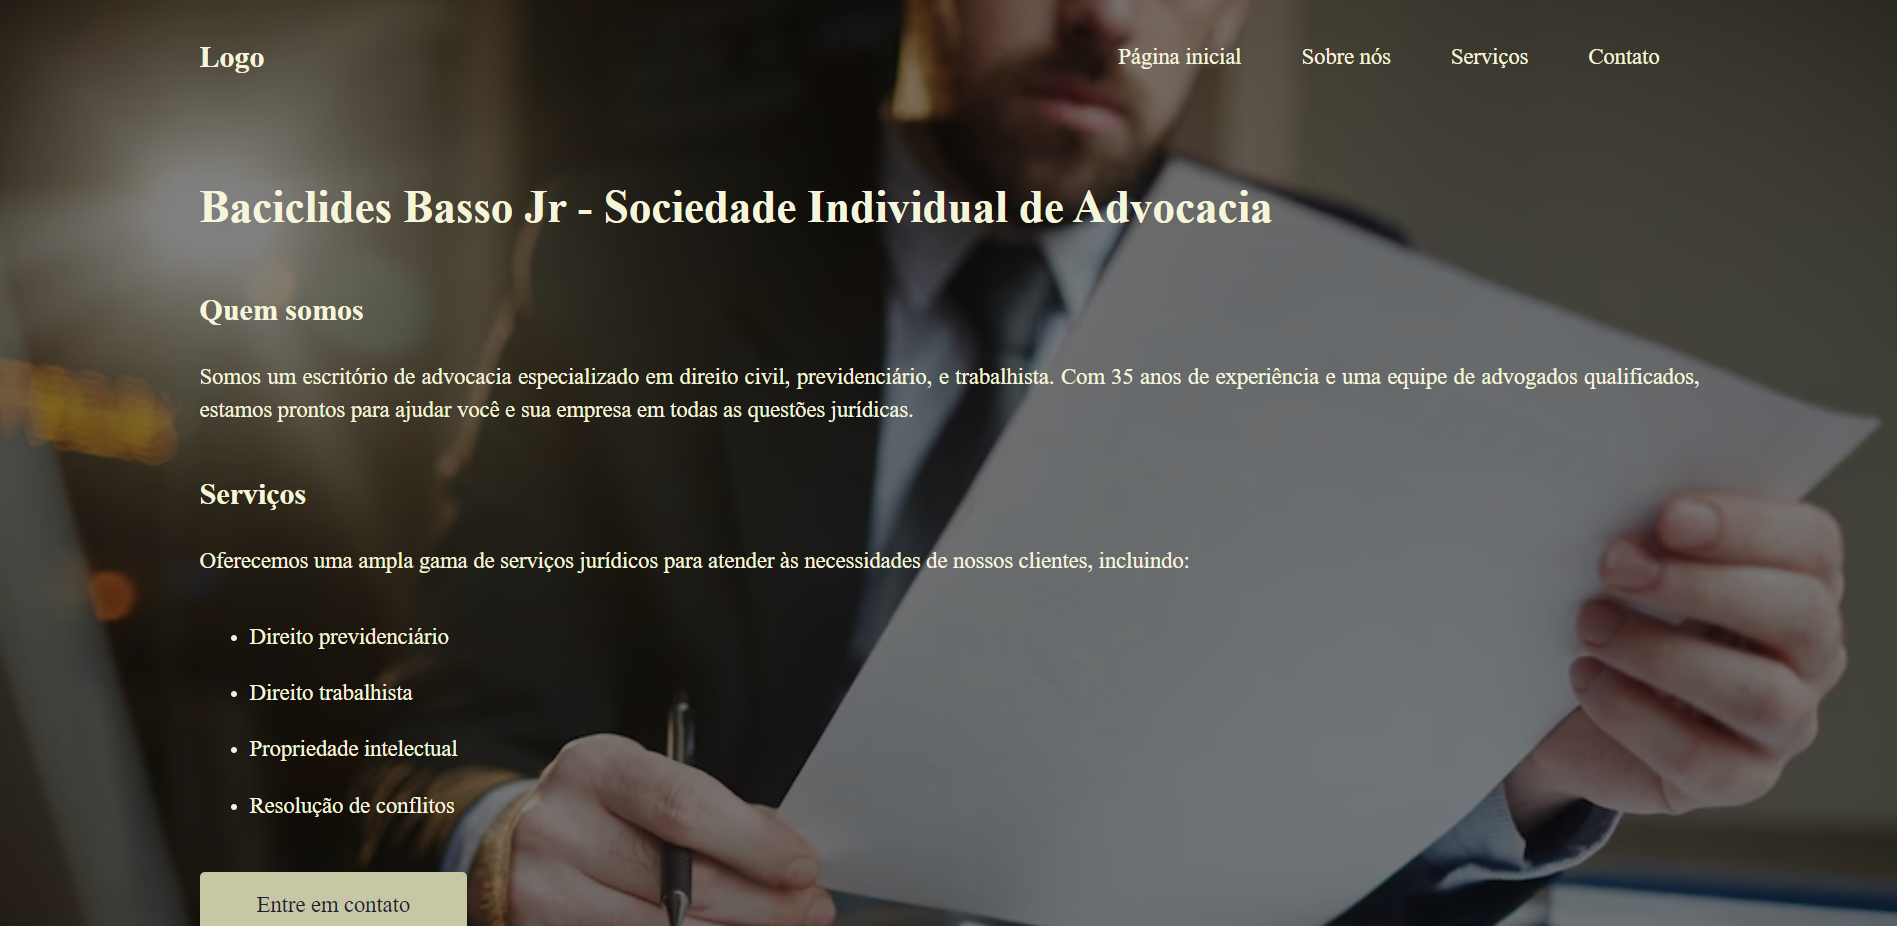 Logo
Página inicial
Sobre nós
Serviços
Contato
Baciclides Basso Jr - Sociedade Individual de Advocacia
Quem somos
Somos um escritório de advocacia especializado em direito civil, previdenciário, e trabalhista. Com 35 anos de experiência e uma equipe de advogados qualificados,
estamos prontos para ajudar você e sua empresa em todas as questões jurídicas.
Serviços
Oferecemos uma ampla gama de serviços jurídicos para atender às necessidades de nossos clientes, incluindo:
• Direito previdenciário
• Direito trabalhista
• Propriedade intelectual
• Resolução de conflitos
Entre em contato